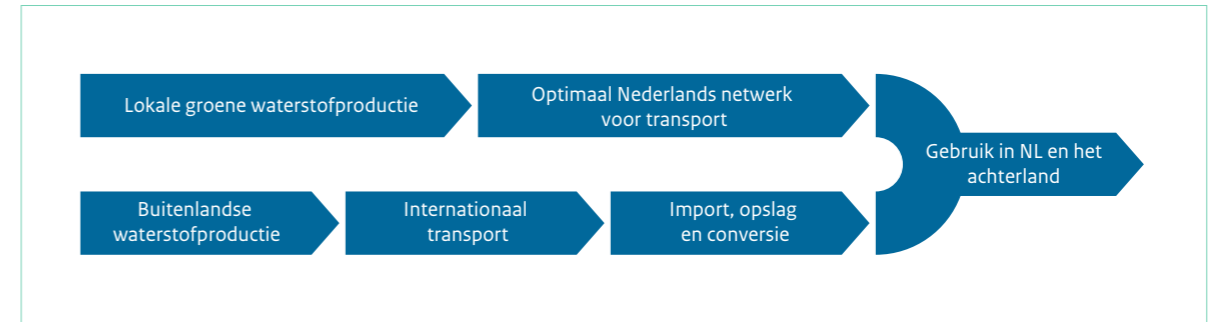 Lokale groene waterstofproductie
Optimaal Nederlands netwerk
voor transport
Gebruik in NL en het
achterland
Buitenlandse
waterstofproductie
Internationaal
transport
Import, opslag
en conversie